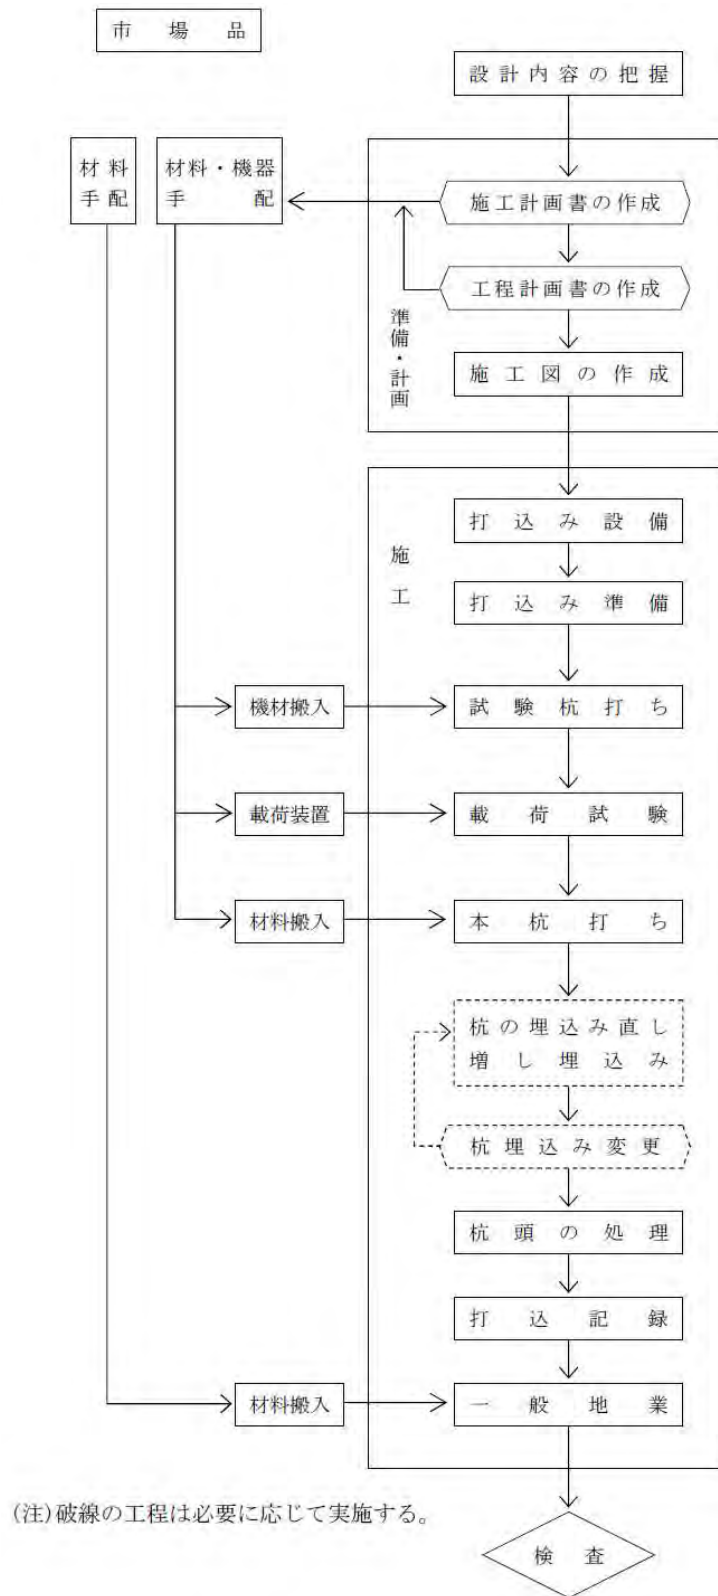 市場品
設計内容の把握
材料
手配
材料・機器
手配
施工計画書の作成
工程計画書の作成
準備・計画
施工図の作成
打込み設備
施工
打込み準備
機材搬入
試験杭打ち
載荷装置
載荷試験
材料搬入
本杭打ち
杭の埋込み直し
増し埋込み
杭埋込み変更
杭頭の処理
打込記録
材料搬入
一般地業
(注)破線の工程は必要に応じて実施する。
検査